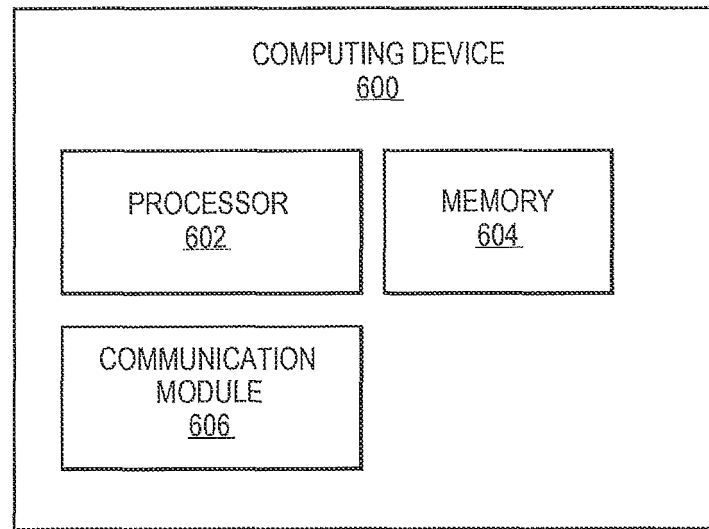 COMPUTING DEVICE
600
PROCESSOR
602
MEMORY
604
COMMUNICATION
MODULE
606